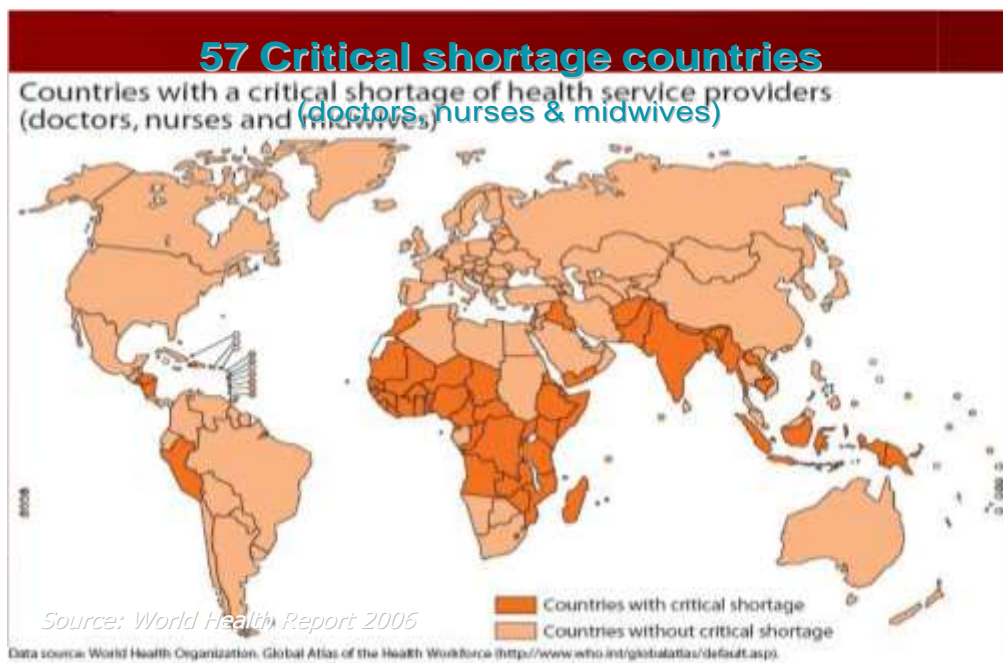 57 Critical shortage countries
Countries with a critical shortage of health service providers
(doctors, nurses and midwives)
(doctors, nurses & midwives)
Countries with critical shortage
Source: World Health Report 2006
Countries without critical shortage
Data source: World Health Organization. Global Atlas of the Health Workforce (http://www.who.int/globalatlas/default.asp).